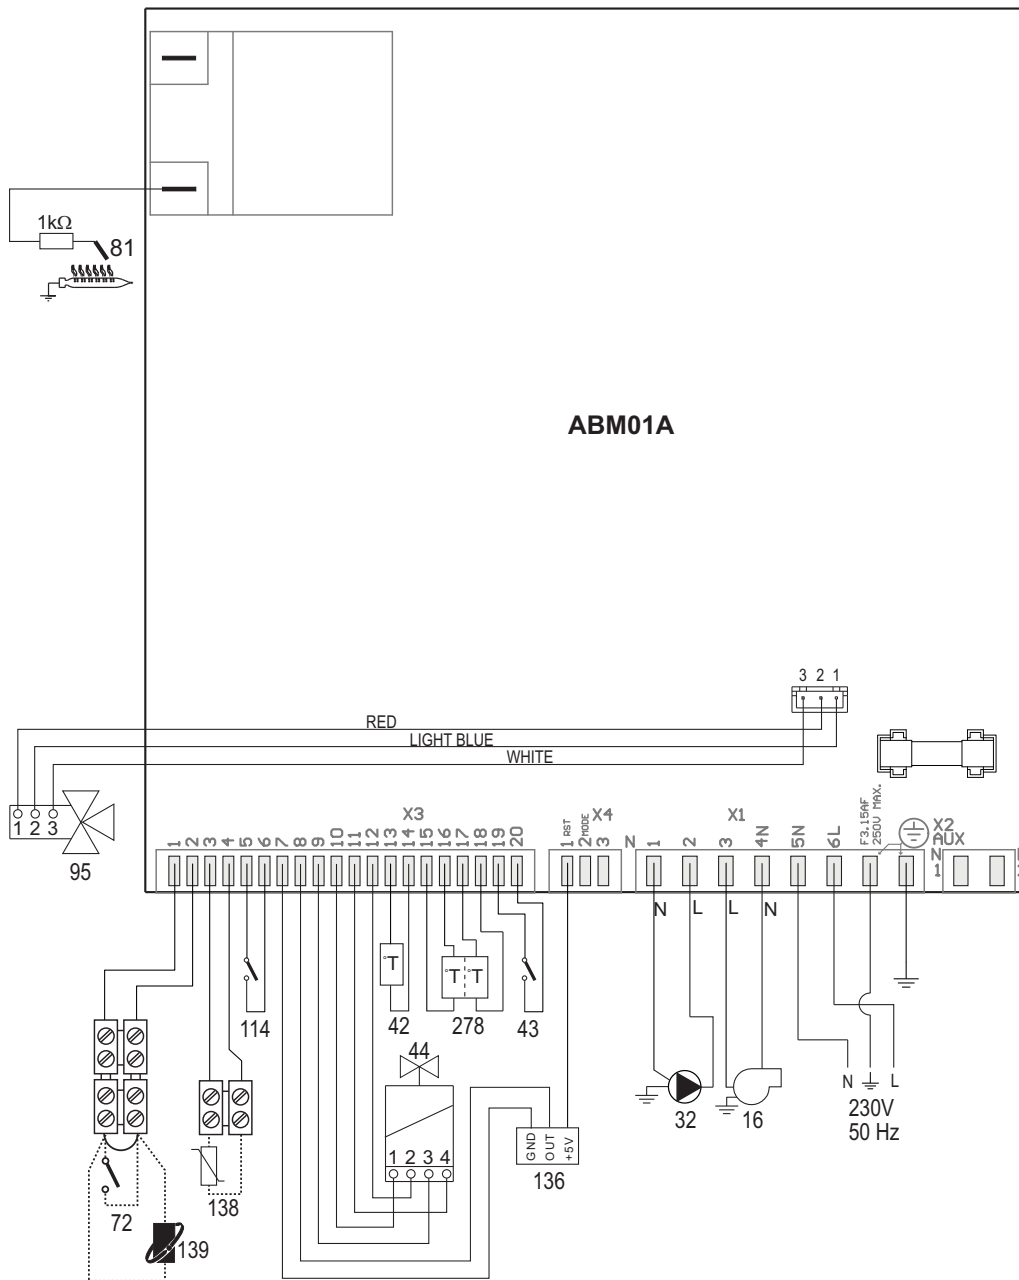 1kΩ
81
ABM01A
3 2 1
RED
LIGHT BLUE
WHITE
1 2 3
95
X3
1 2 3 4 5 6 7 8 9 10 11 12 13 14 15 16 17 18 19 20
X4
1 RST
2 MODE
3
N
X1
1 2 3 4N 5N 6L
F3.15AF
250V MAX.
X2
AUX
N
1
N L L N
°T
°T °T
114
42
278
43
44
1 2 3 4
GND
OUT
+5V
136
32
16
N L
230V
50 Hz
138
72
139